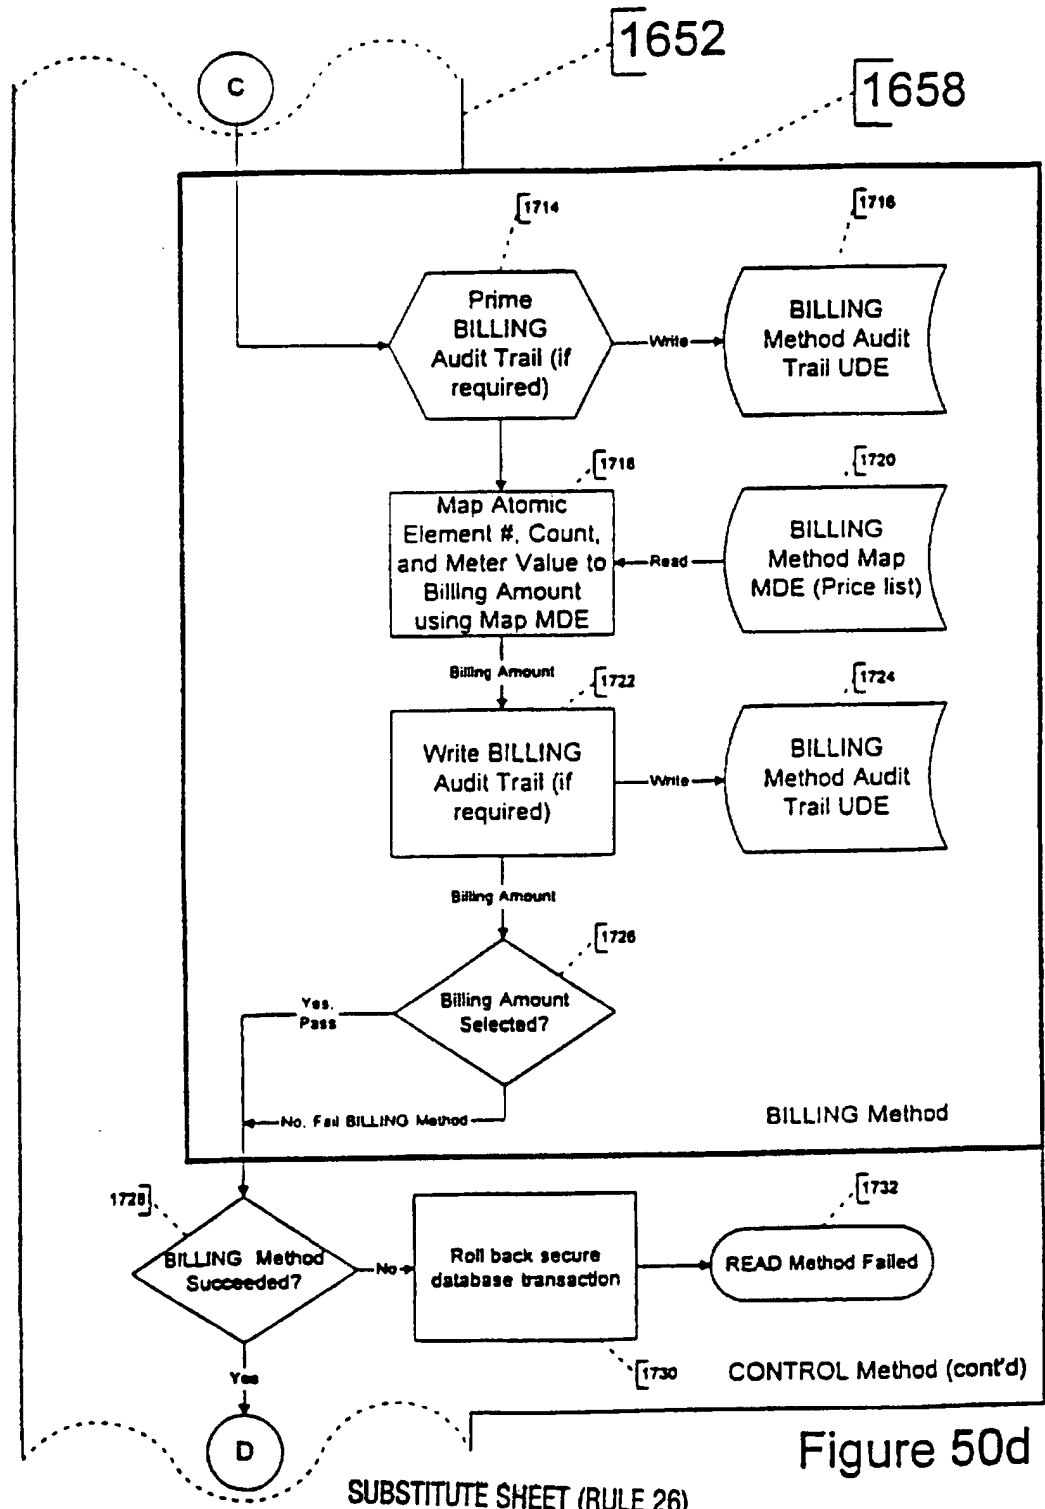 1652
C
1658
1714
1716
Prime
BILLING
Audit Trail (if
required)
Write
BILLING
Method Audit
Trail UDE
1718
1720
Map Atomic
Element #, Count,
and Meter Value to
Billing Amount
using Map MDE
Read
BILLING
Method Map
MDE (Price list)
Billing Amount
1722
1724
Write BILLING
Audit Trail (if
required)
Write
BILLING
Method Audit
Trail UDE
Billing Amount
1726
Billing Amount
Selected?
Yes,
Pass
No, Fail BILLING Method
BILLING Method
1728
1732
BILLING Method
Succeeded?
No
Roll back secure
database transaction
READ Method Failed
1730
CONTROL Method (cont'd)
Yes
D
Figure 50d
SUBSTITUTE SHEET (RULE 26)